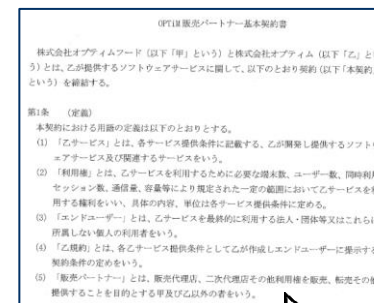 OPTiM 販売パートナー基本契約書
株式会社オプティムフード（以下「甲」という）と株式会社オプティム（以下「乙」とい
う）とは、乙が提供するソフトウェアサービスに関して、以下のとおり契約（以下「本契約」
という）を締結する。
第1条 （定義）
本契約における用語の定義は以下のとおりとする。
(1) 「乙サービス」とは、各サービス提供条件に記載する、乙が開発し提供するソフト
ェアサービス及び関連するサービスをいう。
(2) 「利用権」とは、乙サービスを利用するために必要な端末数、ユーザー数、同時利用
セッション数、通信量、容量等により規定された一定の範囲において乙サービスを利
用する権利をいい、具体の内容、単位は各サービス提供条件に定める。
(3) 「エンドユーザー」とは、乙サービスを最終的に利用する法人・団体等又はこれらに
所属しない個人の利用者をいう。
(4) 「乙規約」とは、各乙サービス提供条件として乙が作成しエンドユーザーに提示する
契約条件の定めをいう。
(5) 「販売パートナー」とは、販売代理店、二次代理店その他利用権を販売、転売その他
提供することを目的とする甲及び乙以外の者をいう。